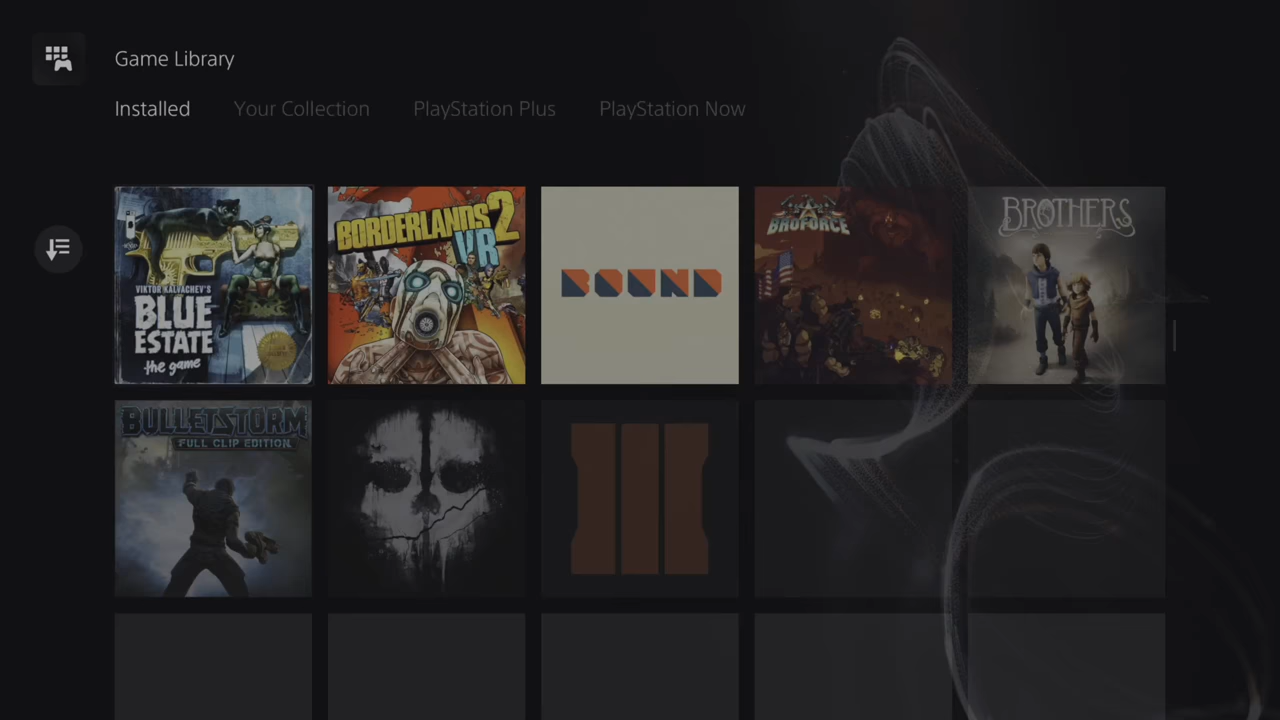 Game Library
Installed
Your Collection
PlayStation Plus
PlayStation Now
VIKTOR KALVACHEV'S
BLUE
ESTATE
the game
BORDERLANDS 2
VR
BOUND
BROFORCE
BROTHERS
BULLETSTORM
FULL CLIP EDITION
III